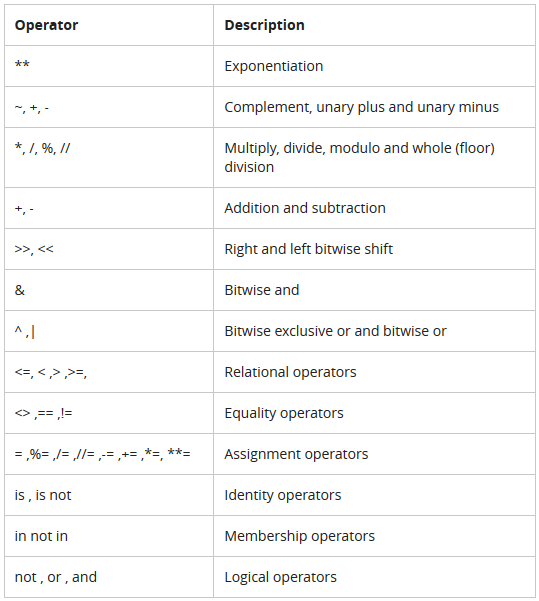 Operator Description
** Exponentiation
~, +, - Complement, unary plus and unary minus
*, /, %, // Multiply, divide, modulo and whole (floor)
division
+, - Addition and subtraction
>>, << Right and left bitwise shift
& Bitwise and
^ ,| Bitwise exclusive or and bitwise or
<=, < ,> ,>=, Relational operators
<> ,== ,!= Equality operators
= ,%= ,/= ,//= ,-= ,+= ,*=, **= Assignment operators
is , is not Identity operators
in not in Membership operators
not , or , and Logical operators